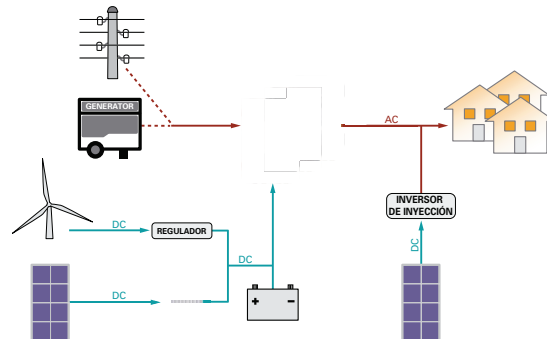 GENERATOR
AC
INVERSOR
DE INYECCIÓN
DC
DC
REGULADOR
DC
DC
+ −